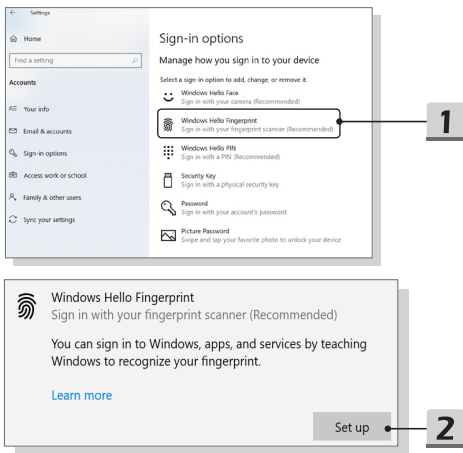 Settings
Home
Find a setting
Accounts
Your info
Email & accounts
Sign-in options
Access work or school
Family & other users
Sync your settings
Sign-in options
Manage how you sign in to your device
Select a sign-in option to add, change, or remove it.
Windows Hello Face
Sign in with your camera (Recommended)
Windows Hello Fingerprint
Sign in with your fingerprint scanner (Recommended)
Windows Hello PIN
Sign in with a PIN (Recommended)
Security Key
Sign in with a physical security key
Password
Sign in with your account's password
Picture Password
Swipe and tap your favorite photo to unlock your device
1
Windows Hello Fingerprint
Sign in with your fingerprint scanner (Recommended)
You can sign in to Windows, apps, and services by teaching
Windows to recognize your fingerprint.
Learn more
Set up
2